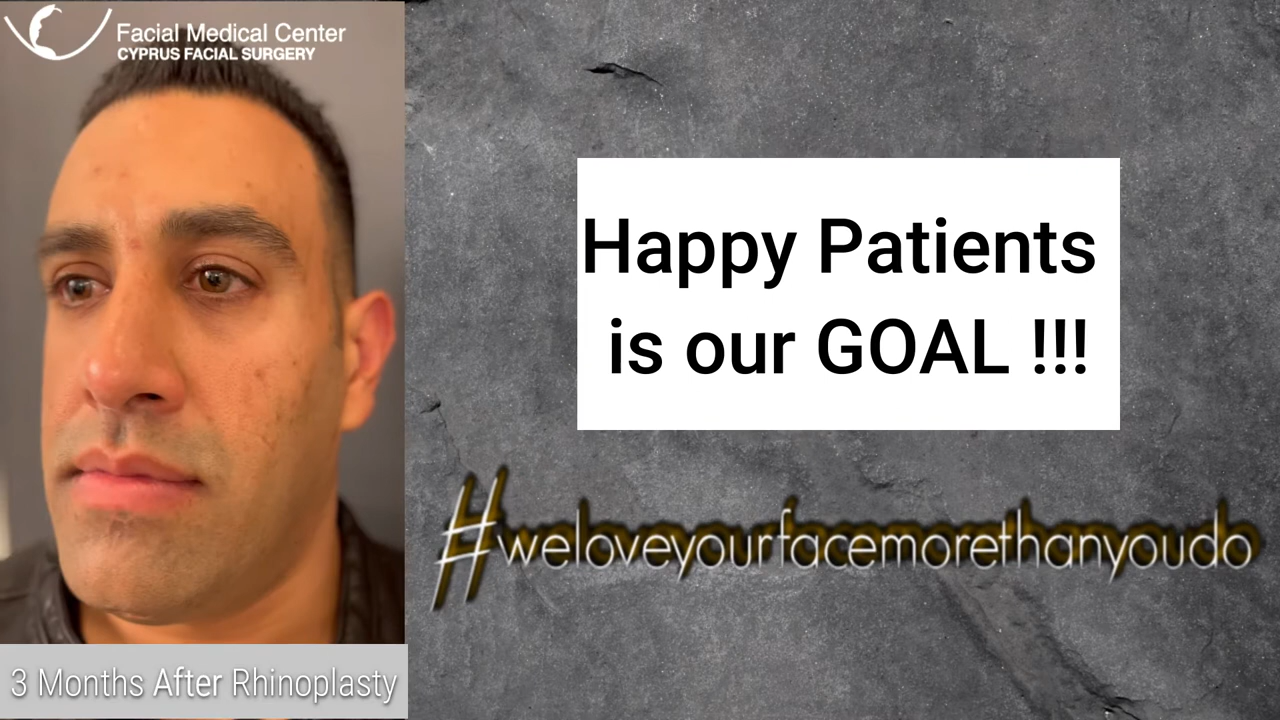 Facial Medical Center
CYPRUS FACIAL SURGERY
Happy Patients
is our GOAL !!!
#weloveyourfacemorethanyoudo
3 Months After Rhinoplasty